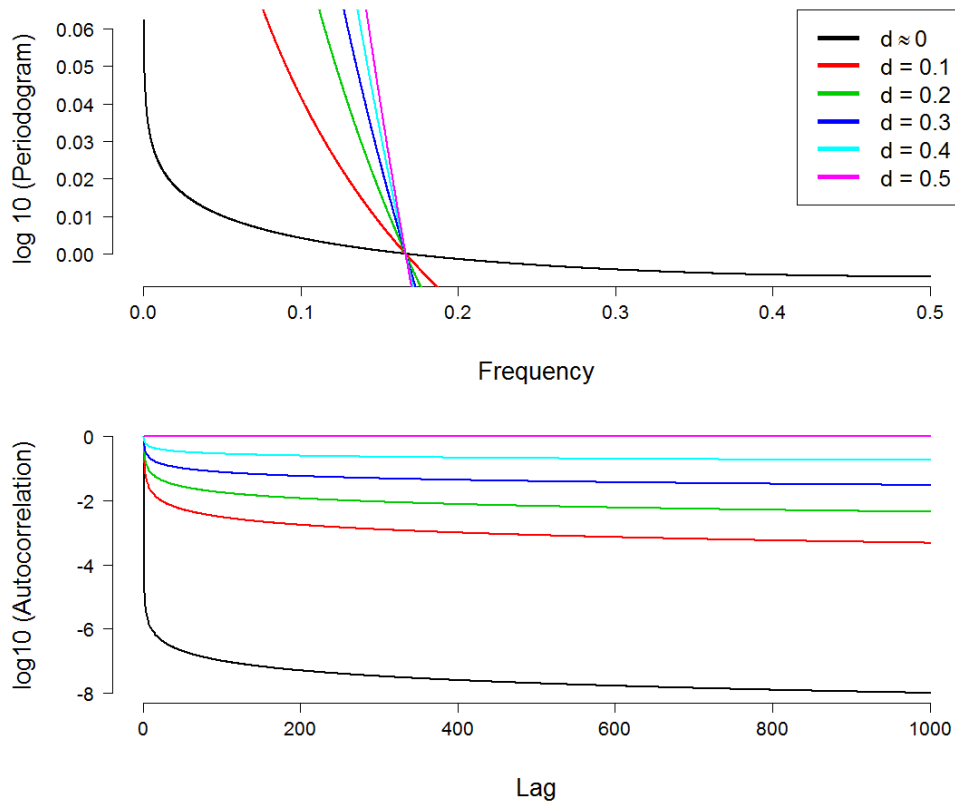 log 10 (Periodogram)
0.06
0.05
0.04
0.03
0.02
0.01
0.00
0.0 0.1 0.2 0.3 0.4 0.5
Frequency
d ≈ 0
d = 0.1
d = 0.2
d = 0.3
d = 0.4
d = 0.5
log10 (Autocorrelation)
0
-2
-4
-6
-8
0 200 400 600 800 1000
Lag